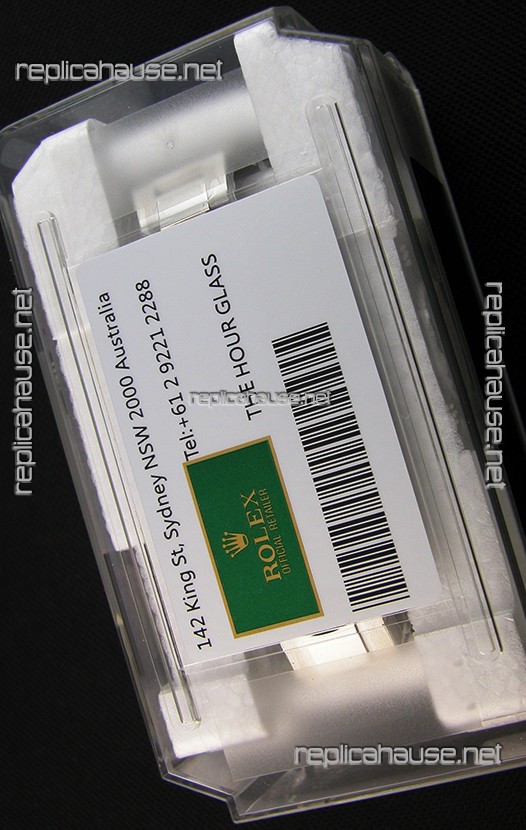 replicahause.net
replicahause.net
replicahause.net
142 King St, Sydney NSW 2000 Australia
Tel:+61 2 9221 2288
THE HOUR GLASS
replicahause.net
ROLEX
OFFICIAL RETAILER
replicahause.net